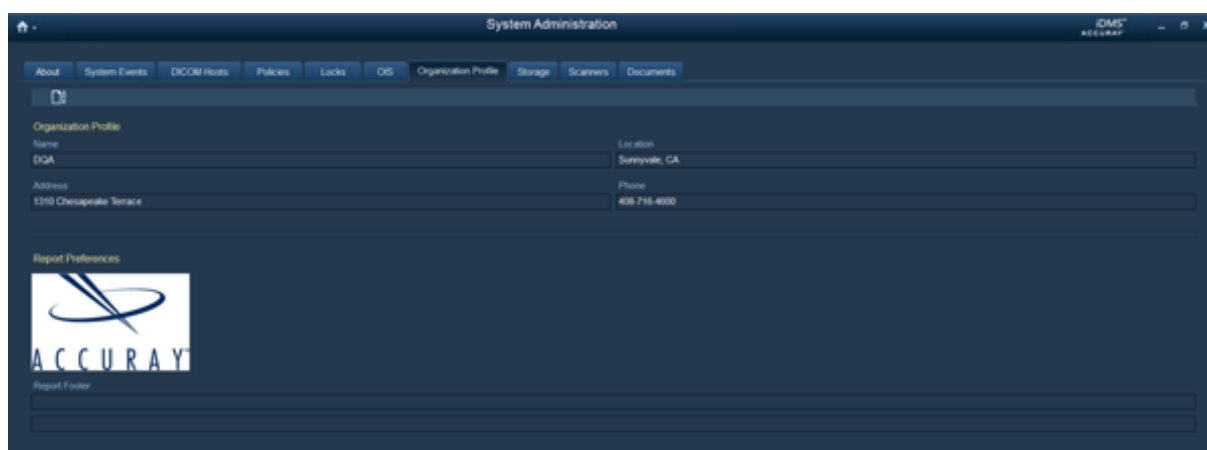 System Administration
iDMS™
ACCURAY
About System Events DICOM Hosts Policies Locks OIS Organization Profile Storage Scanners Documents
Organization Profile
Name Location
DQA Sunnyvale, CA
Address Phone
1310 Chesapeake Terrace 408-716-4600
Report Preferences
ACCURAY
Report Footer